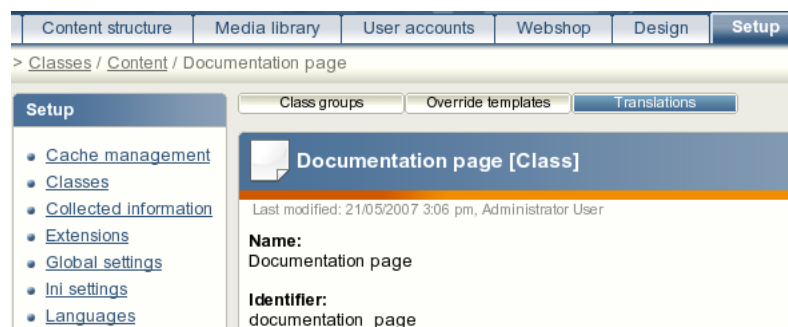 Content structure Media library User accounts Webshop Design Setup
> Classes / Content / Documentation page
Setup
Class groups Override templates Translations
Cache management
Classes
Collected information
Extensions
Global settings
Ini settings
Languages
Documentation page [Class]
Last modified: 21/05/2007 3:06 pm, Administrator User
Name:
Documentation page
Identifier:
documentation_page